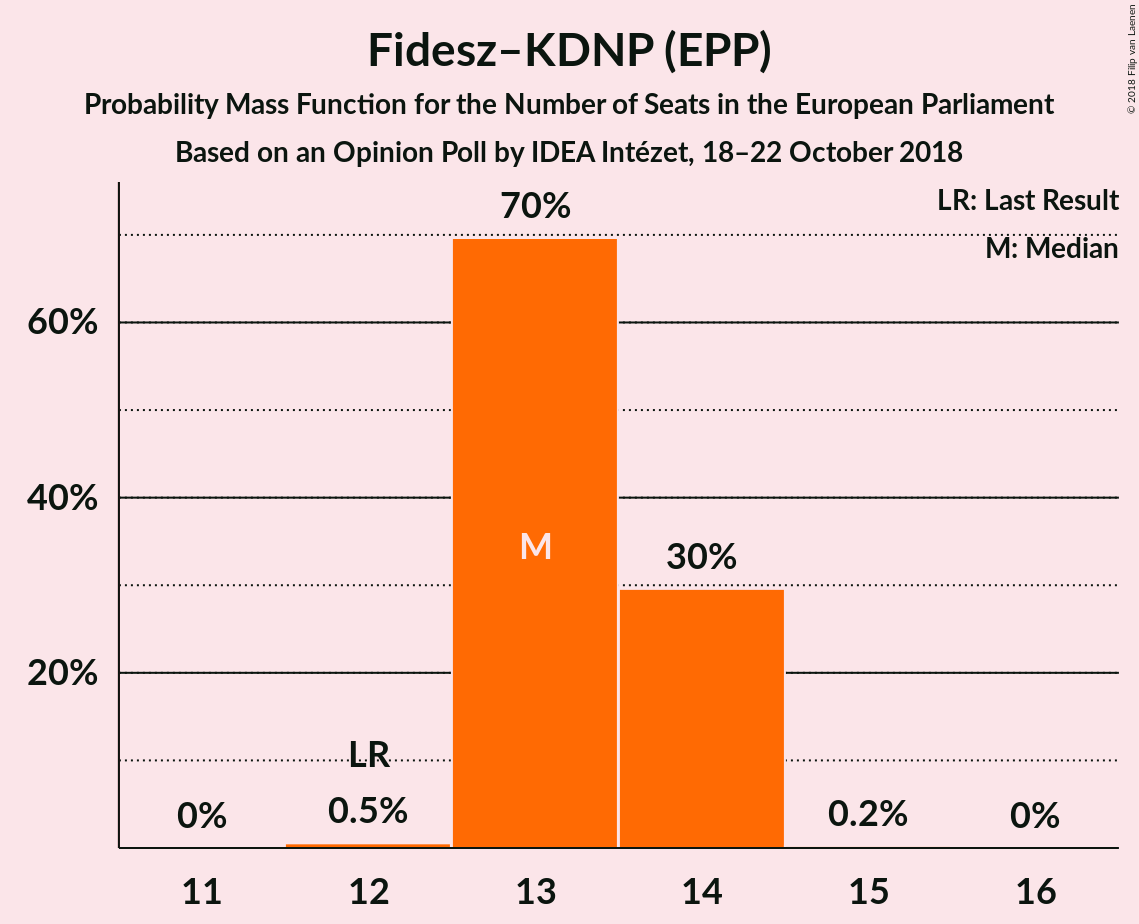 Fidesz–KDNP (EPP)
Probability Mass Function for the Number of Seats in the European Parliament
Based on an Opinion Poll by IDEA Intézet, 18–22 October 2018
© 2018 Filip van Laenen
LR: Last Result
M: Median
70%
60%
40%
M
30%
20%
LR
0%
0.5%
0.2%
0%
11
12
13
14
15
16